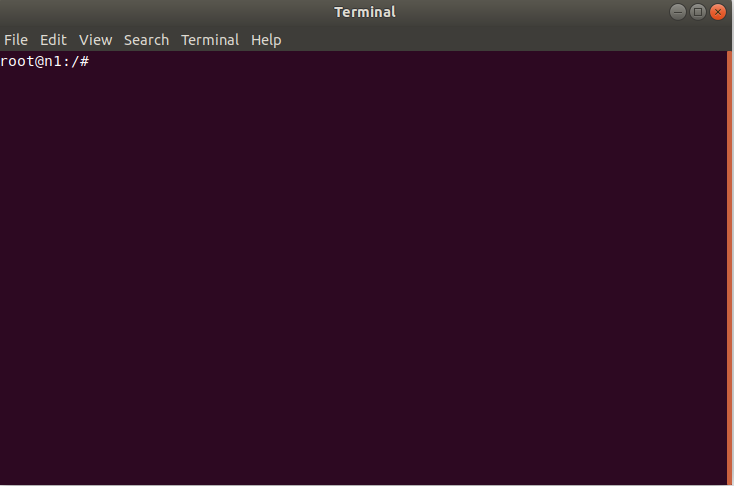 Terminal
File Edit View Search Terminal Help
root@n1:/#